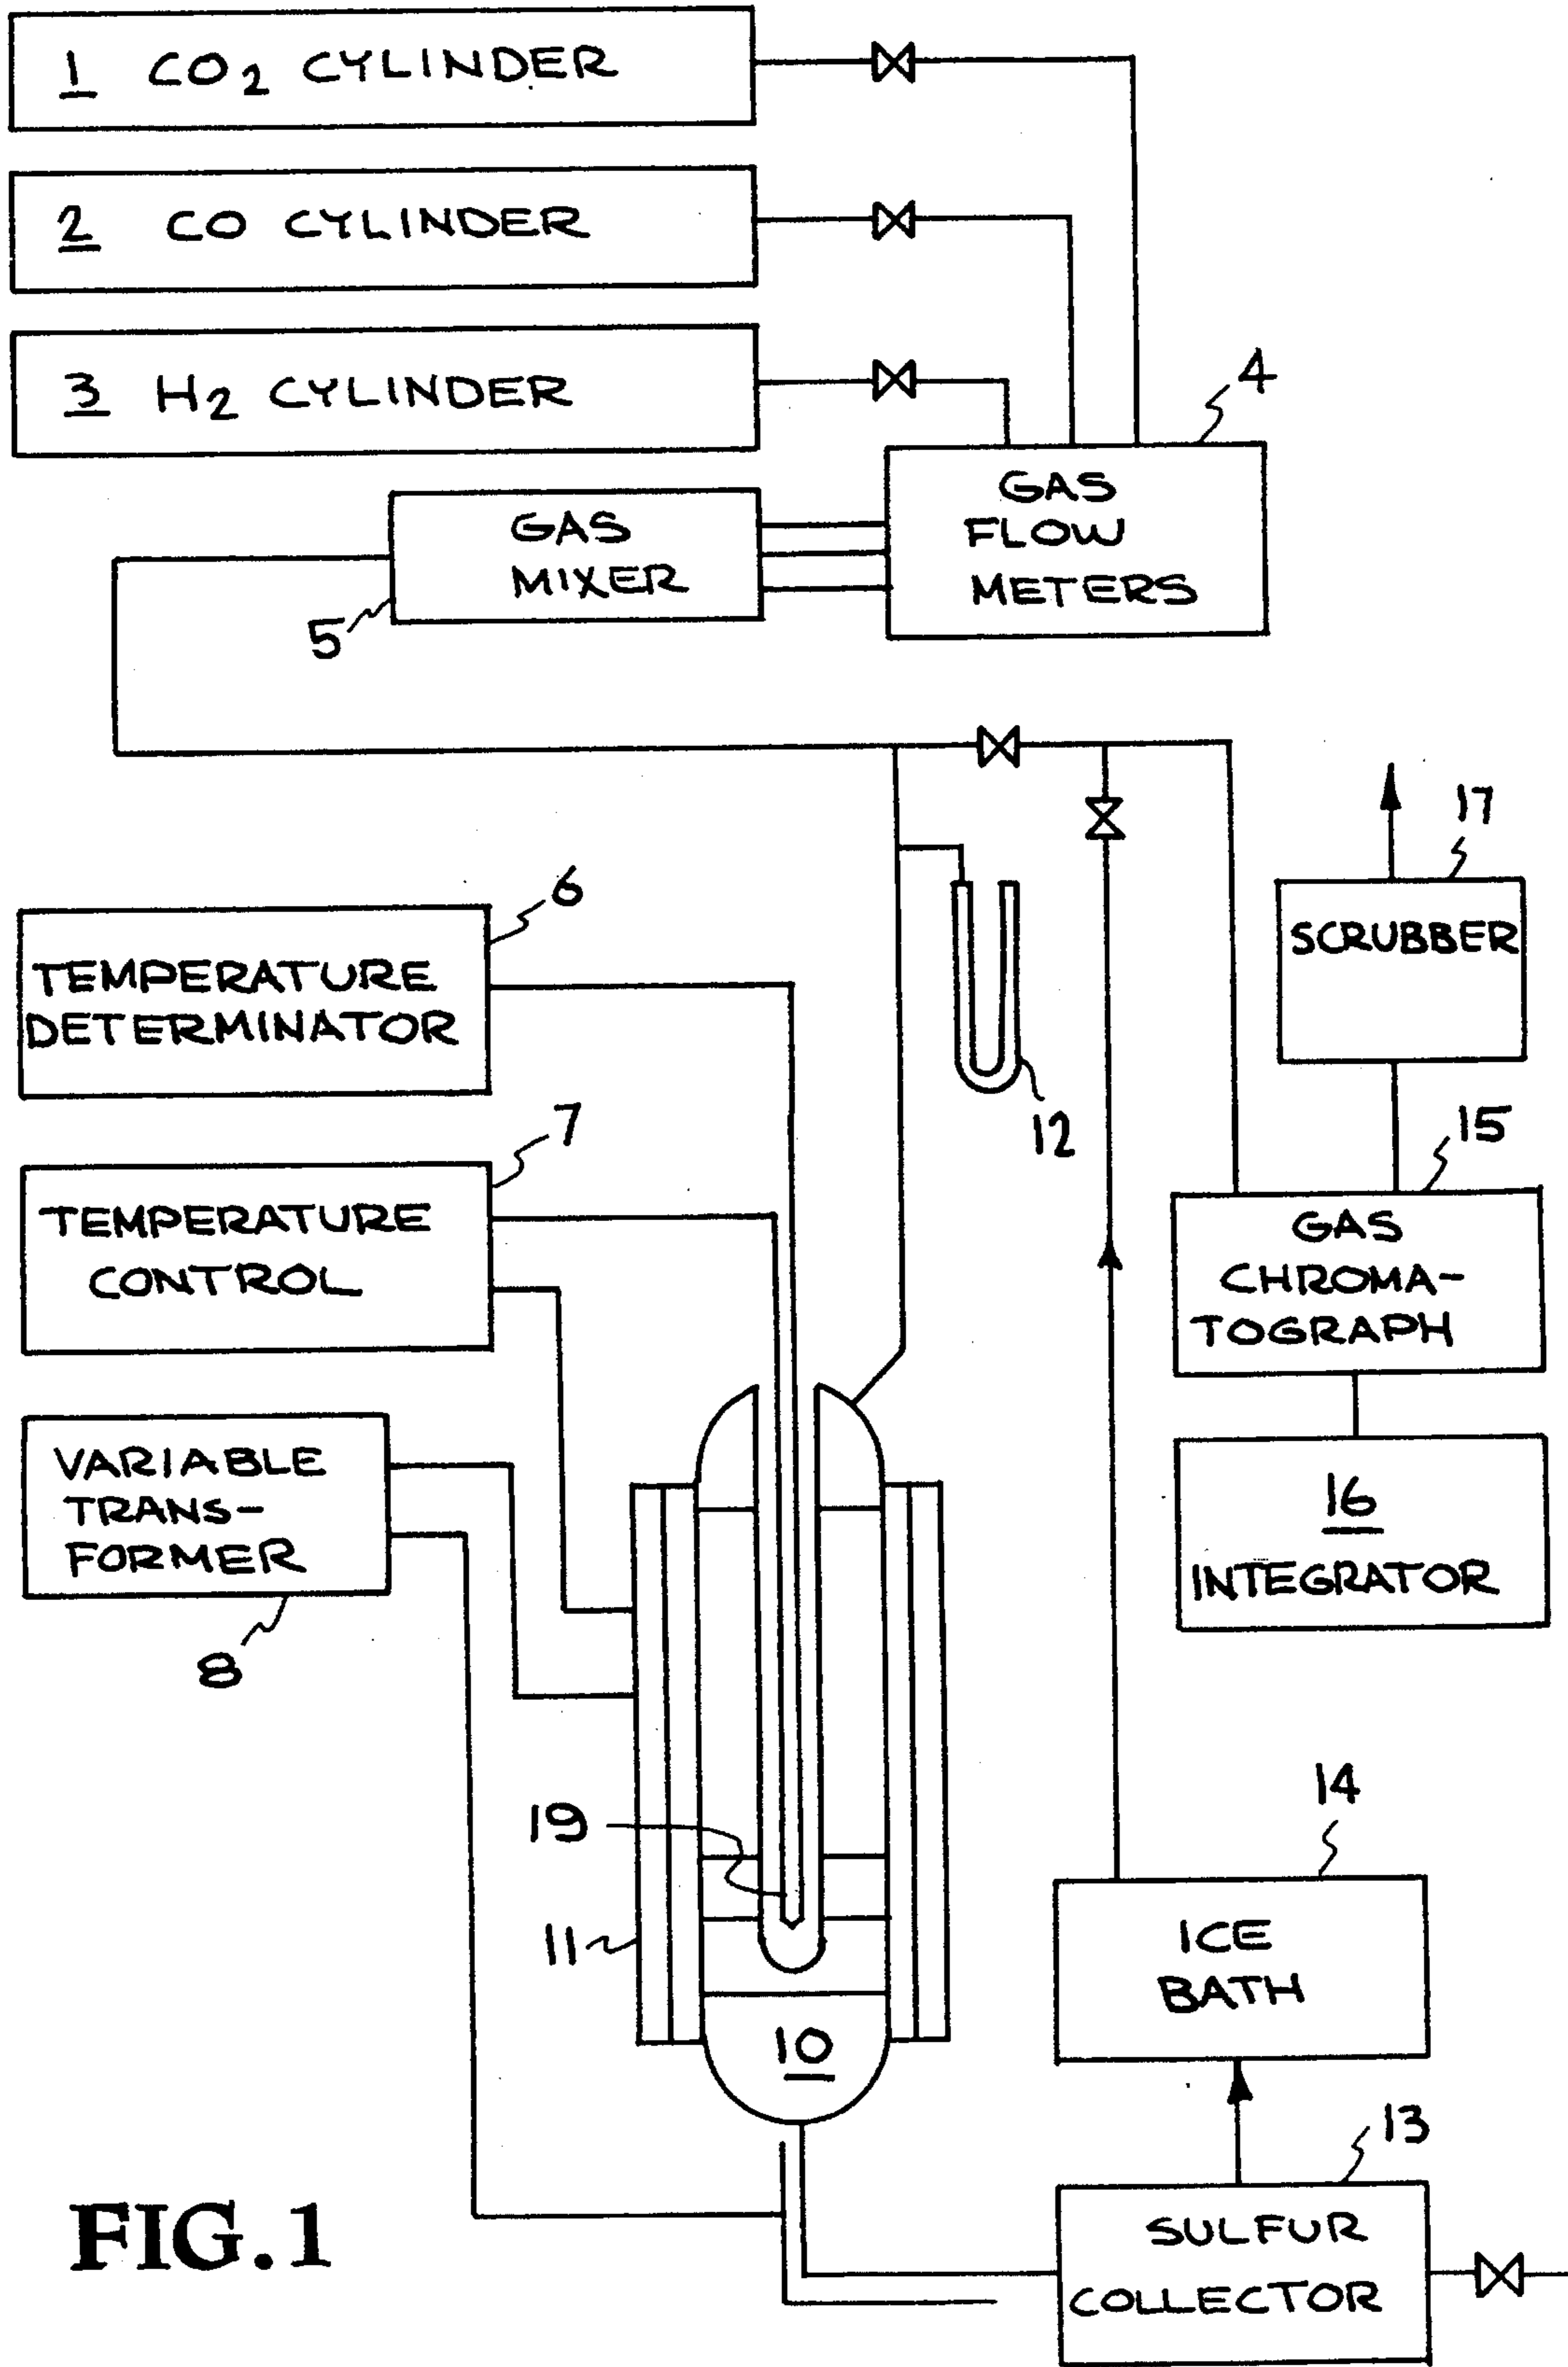 1 CO2 CYLINDER
2 CO CYLINDER
3 H2 CYLINDER
4
GAS
FLOW
METERS
GAS
MIXER
5
17
SCRUBBER
6
TEMPERATURE
DETERMINATOR
12
7
TEMPERATURE
CONTROL
15
GAS
CHROMA-
TOGRAPH
VARIABLE
TRANS-
FORMER
8
16
INTEGRATOR
19
11
10
14
ICE
BATH
13
SULFUR
COLLECTOR
FIG.1